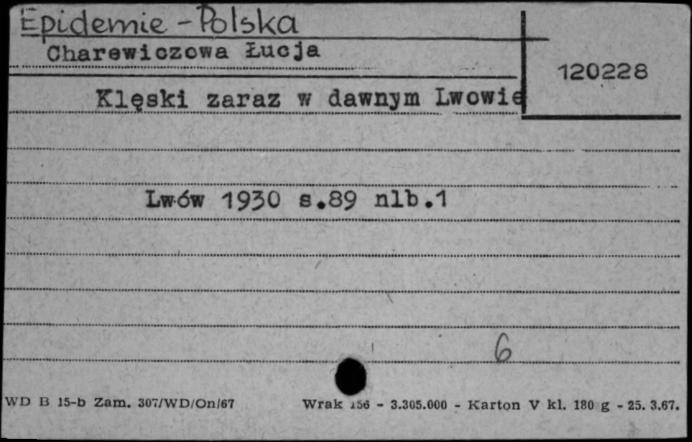 Epidemie - Polska
Charewiczowa Łucja
120228
Klęski zaraz w dawnym Lwowie
Lwów 1930 s.89 nlb.1
6
WD B 15-b Zam. 307/WD/On/67 Wrak 156 - 3.305.000 - Karton V kl. 180 g - 25. 3.67.